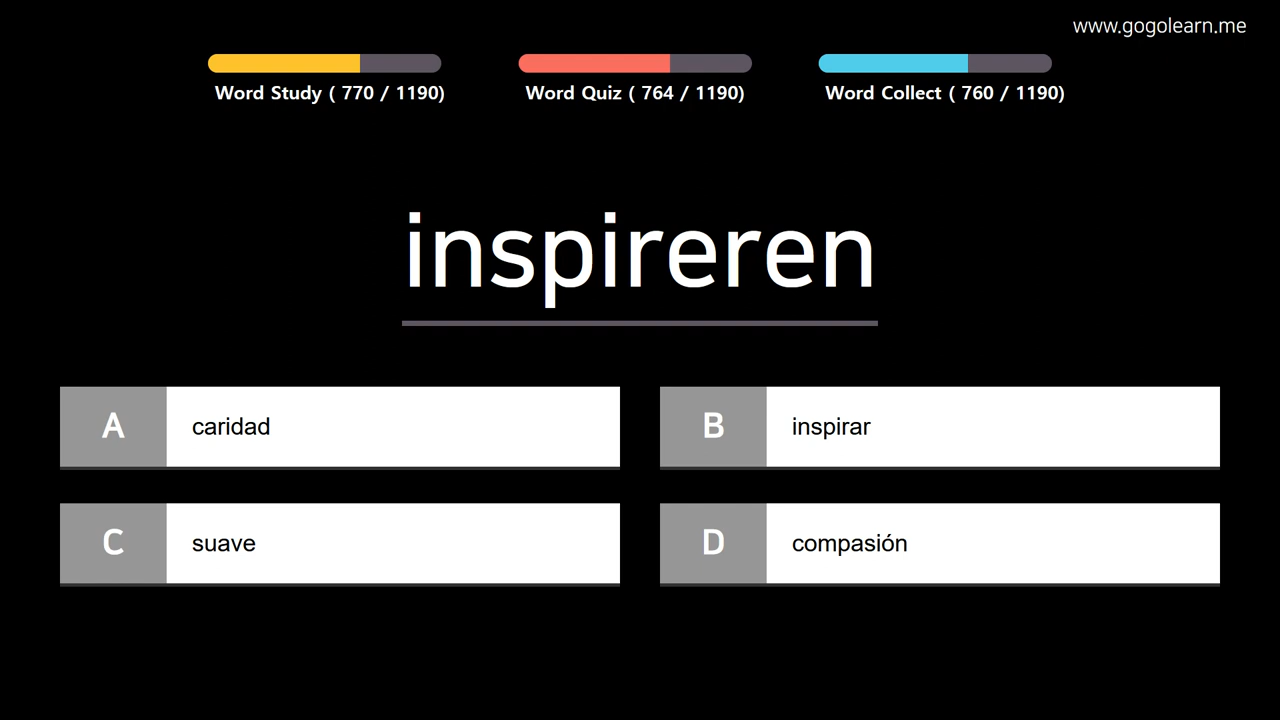 www.gogolearn.me
Word Study ( 770 / 1190)
Word Quiz ( 764 / 1190)
Word Collect ( 760 / 1190)
inspireren
A caridad
B inspirar
C suave
D compasión